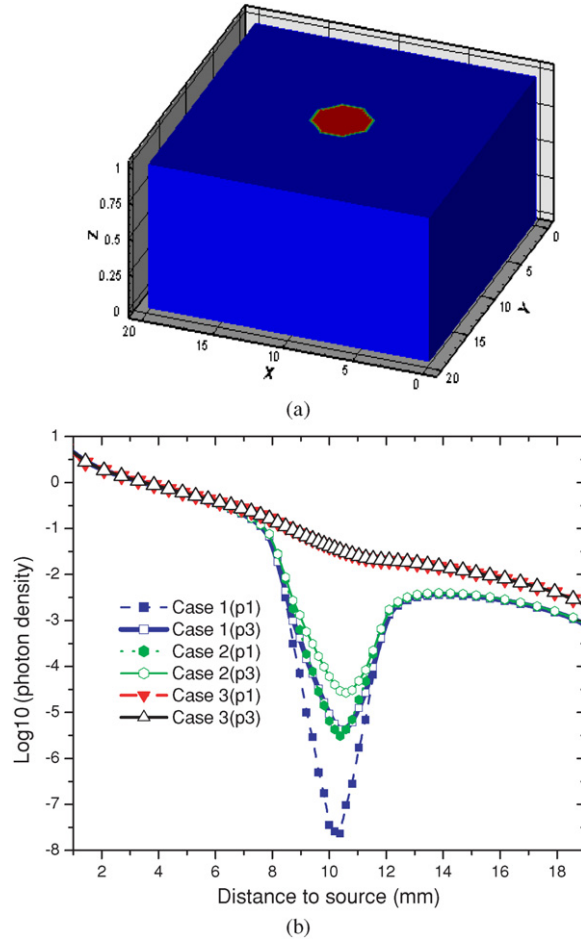 1
0.75
0.5
0.25
0
Z
20
15
10
5
0
X
0
5
10
15
20
Y
(a)
1
0
-1
-2
-3
-4
-5
-6
-7
-8
Log10 (photon density)
Case 1(p1)
Case 1(p3)
Case 2(p1)
Case 2(p3)
Case 3(p1)
Case 3(p3)
2 4 6 8 10 12 14 16 18
Distance to source (mm)
(b)